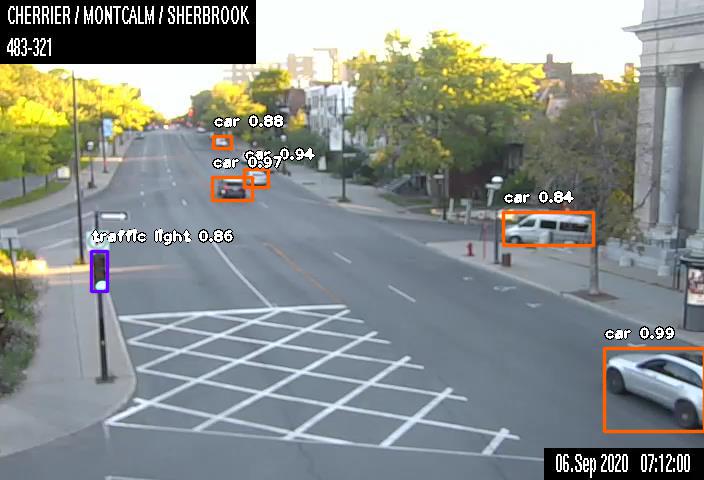 CHERRIER / MONTCALM / SHERBROOK
483-321
car 0.88
car 0.94
car 0.97
car 0.84
traffic light 0.86
car 0.99
06.Sep 2020 07:12:00